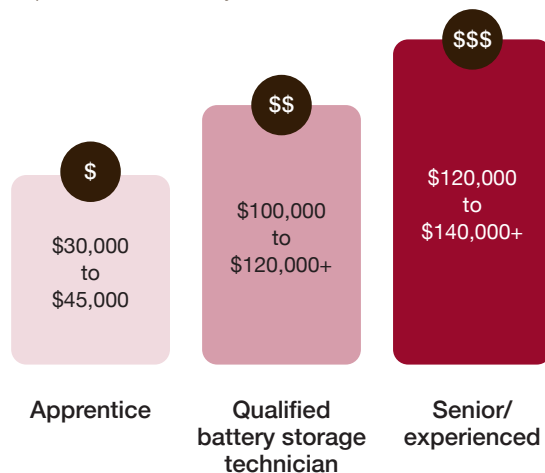 $
$30,000
to
$45,000
Apprentice
$$
$100,000
to
$120,000+
Qualified
battery storage
technician
$$$
$120,000
to
$140,000+
Senior/
experienced